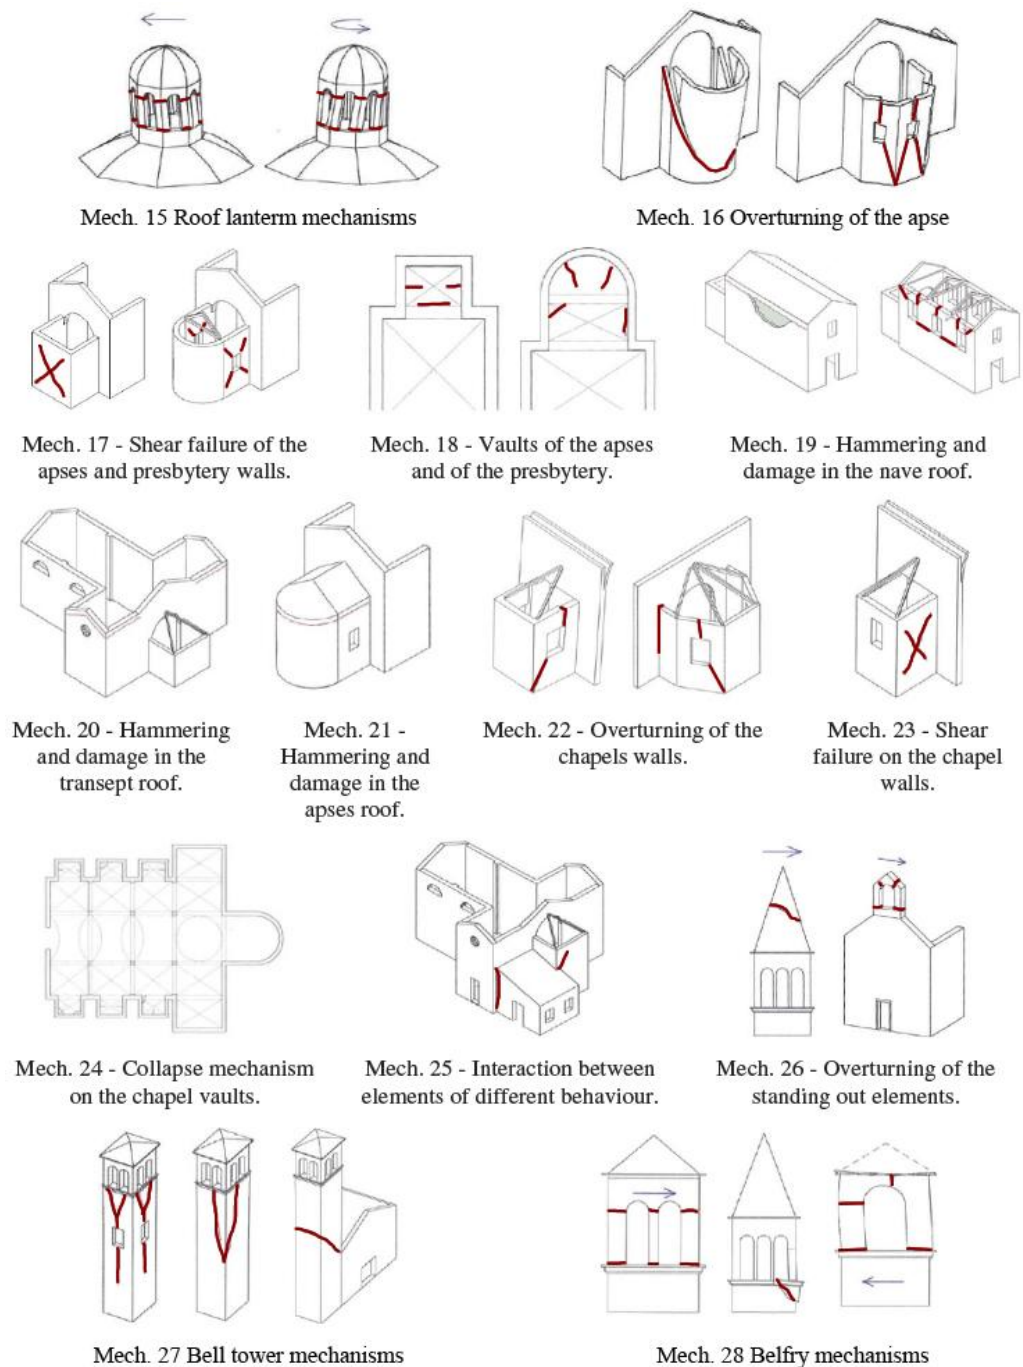 Mech. 15 Roof lanterm mechanisms
Mech. 16 Overturning of the apse
Mech. 17 - Shear failure of the
apses and presbytery walls.
Mech. 18 - Vaults of the apses
and of the presbytery.
Mech. 19 - Hammering and
damage in the nave roof.
Mech. 20 - Hammering
and damage in the
transept roof.
Mech. 21 -
Hammering and
damage in the
apses roof.
Mech. 22 - Overturning of the
chapels walls.
Mech. 23 - Shear
failure on the chapel
walls.
Mech. 24 - Collapse mechanism
on the chapel vaults.
Mech. 25 - Interaction between
elements of different behaviour.
Mech. 26 - Overturning of the
standing out elements.
Mech. 27 Bell tower mechanisms
Mech. 28 Belfry mechanisms